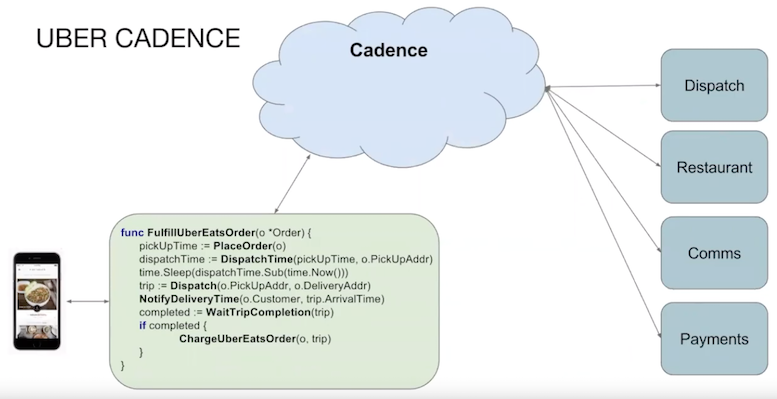 UBER CADENCE
Cadence
Dispatch
Restaurant
Comms
Payments
func FulfillUberEatsOrder(o *Order) {
pickUpTime := PlaceOrder(o)
dispatchTime := DispatchTime(pickUpTime, o.PickUpAddr)
time.Sleep(dispatchTime.Sub(time.Now()))
trip := Dispatch(o.PickUpAddr, o.DeliveryAddr)
NotifyDeliveryTime(o.Customer, trip.ArrivalTime)
completed := WaitTripCompletion(trip)
if completed {
ChargeUberEatsOrder(o, trip)
}
}